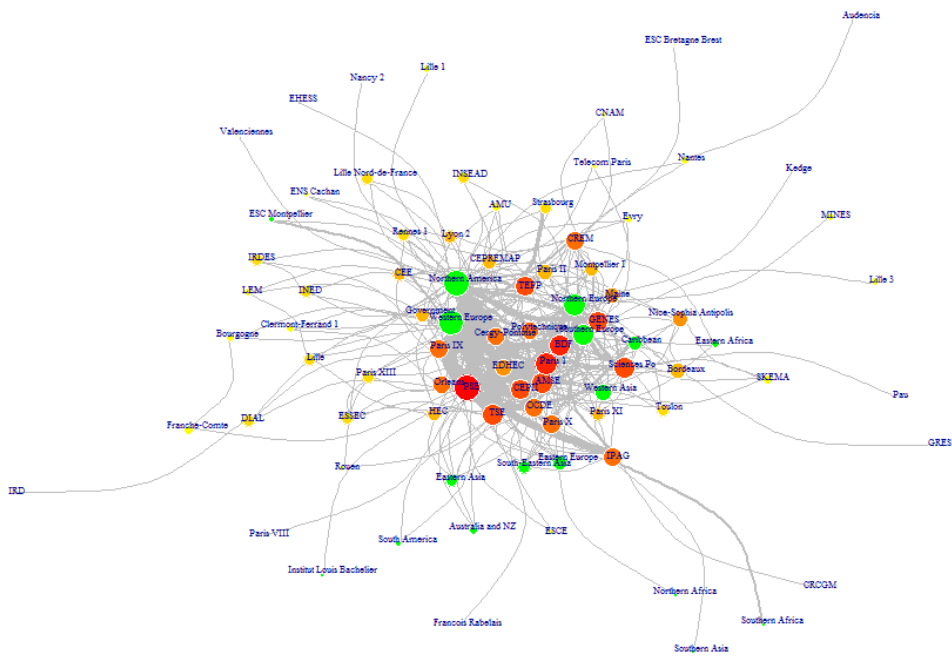 Audencia
ESC Bretagne Brest
Lille 1
Nancy 2
EHESS
CNAM
Valenciennes
Nantes
Telecom Paris
Kedge
Lille Nord-de-France
INSEAD
ENS Cachan
AMU
Strasbourg
ESC Montpellier
Evry
MINES
Rennes 1
Lyon 2
CREM
IRDES
CEPREMAP
Montpellier I
CEE
Paris II
Northern America
Lille 3
TEPP
LEM
INED
Maine
Northern Europe
Government
Western Europe
GENES
Nice-Sophia Antipolis
Clermont-Ferrand 1
Polytechnique
Southern Europe
Bourgogne
Cergy-Pontoise
Caribbean
Eastern Africa
Paris IX
BDF
Lille
Paris I
EDHEC
Sciences Po
Bordeaux
Paris XIII
SKEMA
Orleans
PSE
CEPII
AMSE
Western Asia
Pau
OCDE
Toulon
HEC
TSE
Paris XI
ESSEC
DIAL
Paris X
Franche-Comte
GRES
Eastern Europe
IPAG
South-Eastern Asia
Rouen
Eastern Asia
IRD
Paris VIII
Australia and NZ
ESCE
South America
Institut Louis Bachelier
CRCGM
Northern Africa
Francois Rabelais
Southern Africa
Southern Asia